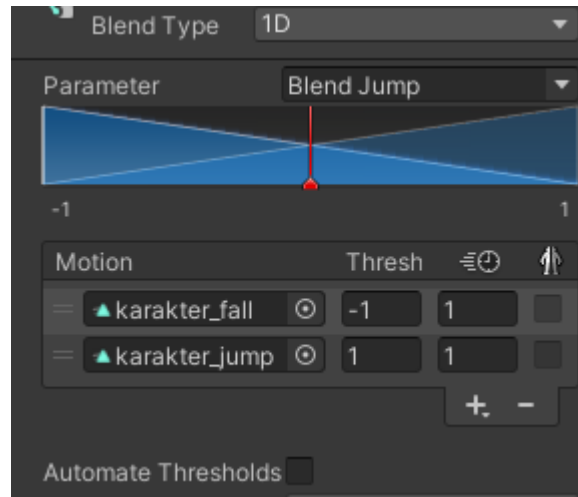 Blend Type 1D
Parameter Blend Jump
-1 1
Motion Thresh
karakter_fall -1 1
karakter_jump 1 1
+ -
Automate Thresholds